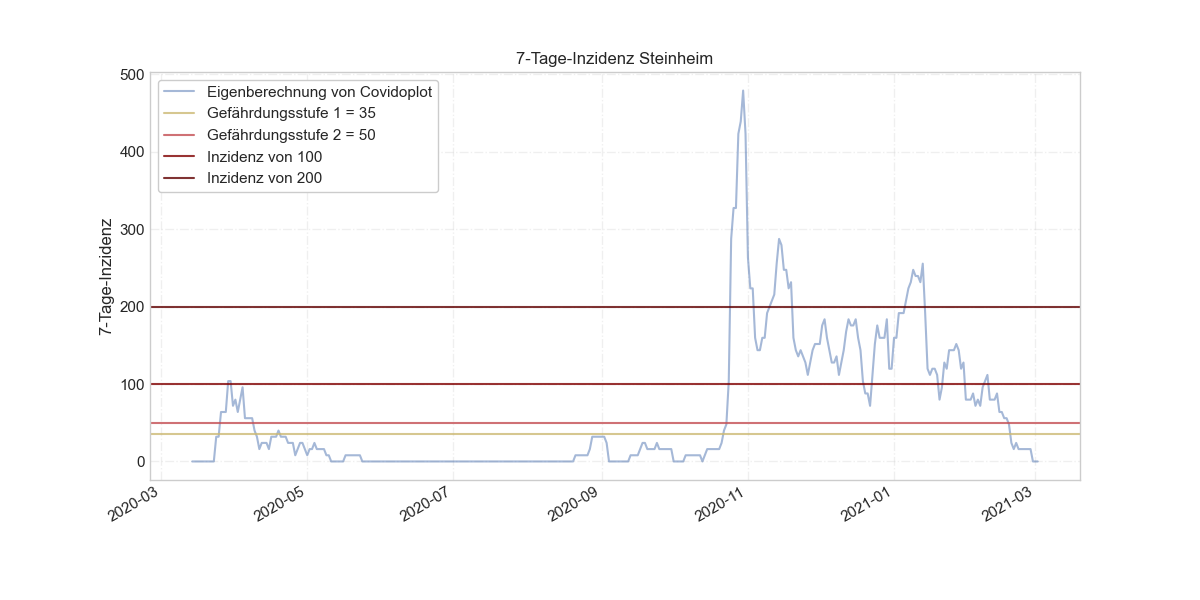 7-Tage-Inzidenz Steinheim
500
400
300
200
100
0
7-Tage-Inzidenz
Eigenberechnung von Covidoplot
Gefährdungsstufe 1 = 35
Gefährdungsstufe 2 = 50
Inzidenz von 100
Inzidenz von 200
2020-03
2020-05
2020-07
2020-09
2020-11
2021-01
2021-03